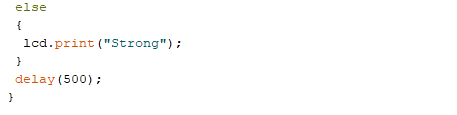 else
{
lcd.print("Strong");
}
delay(500);
}